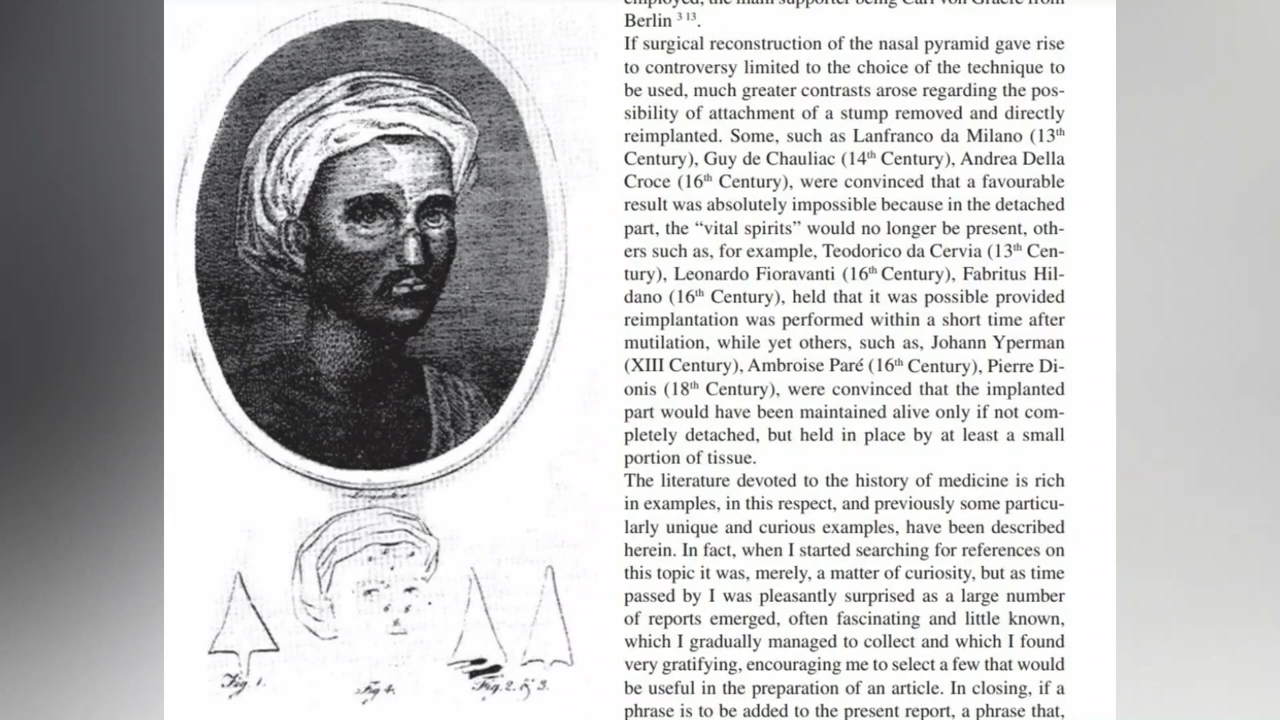 Fig. 1.
Fig 4.
Fig. 2. & 3.
Berlin 3 13.
If surgical reconstruction of the nasal pyramid gave rise
to controversy limited to the choice of the technique to
be used, much greater contrasts arose regarding the pos-
sibility of attachment of a stump removed and directly
reimplanted. Some, such as Lanfranco da Milano (13th
Century), Guy de Chauliac (14th Century), Andrea Della
Croce (16th Century), were convinced that a favourable
result was absolutely impossible because in the detached
part, the “vital spirits” would no longer be present, oth-
ers such as, for example, Teodorico da Cervia (13th Cen-
tury), Leonardo Fioravanti (16th Century), Fabritus Hil-
dano (16th Century), held that it was possible provided
reimplantation was performed within a short time after
mutilation, while yet others, such as, Johann Yperman
(XIII Century), Ambroise Paré (16th Century), Pierre Di-
onis (18th Century), were convinced that the implanted
part would have been maintained alive only if not com-
pletely detached, but held in place by at least a small
portion of tissue.
The literature devoted to the history of medicine is rich
in examples, in this respect, and previously some particu-
larly unique and curious examples, have been described
herein. In fact, when I started searching for references on
this topic it was, merely, a matter of curiosity, but as time
passed by I was pleasantly surprised as a large number
of reports emerged, often fascinating and little known,
which I gradually managed to collect and which I found
very gratifying, encouraging me to select a few that would
be useful in the preparation of an article. In closing, if a
phrase is to be added to the present report, a phrase that,